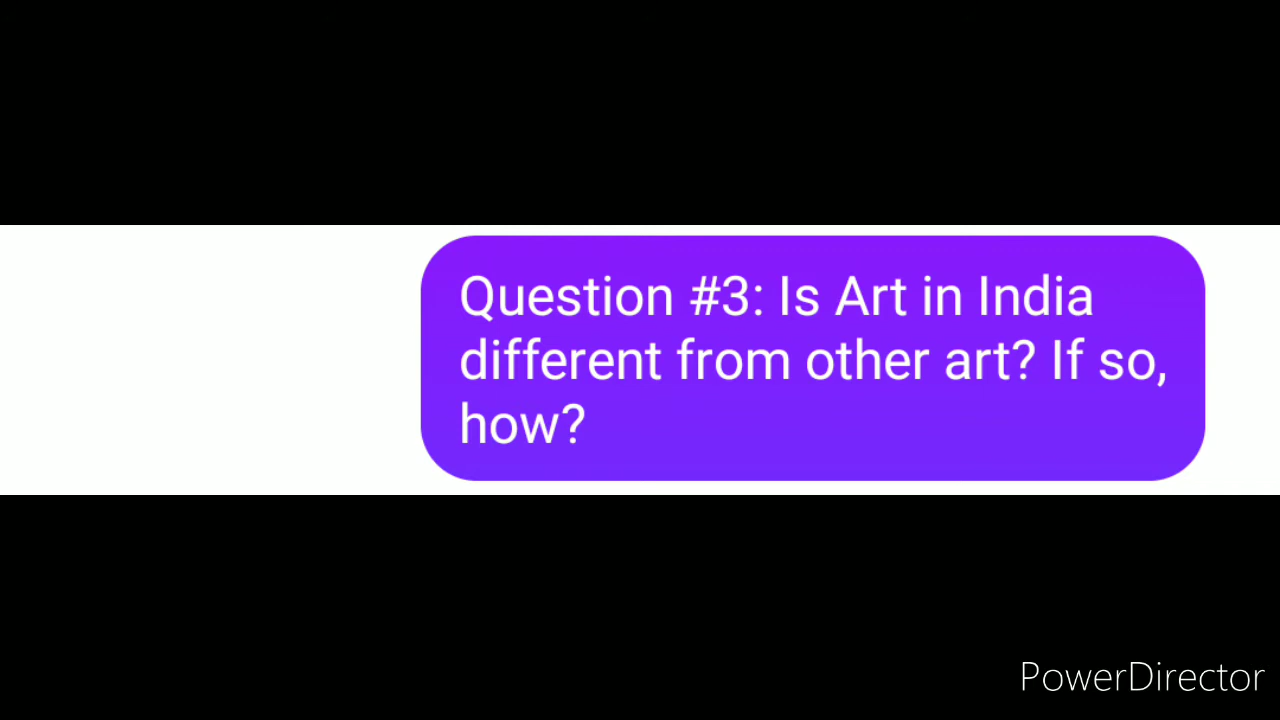 Question #3: Is Art in India
different from other art? If so,
how?
PowerDirector